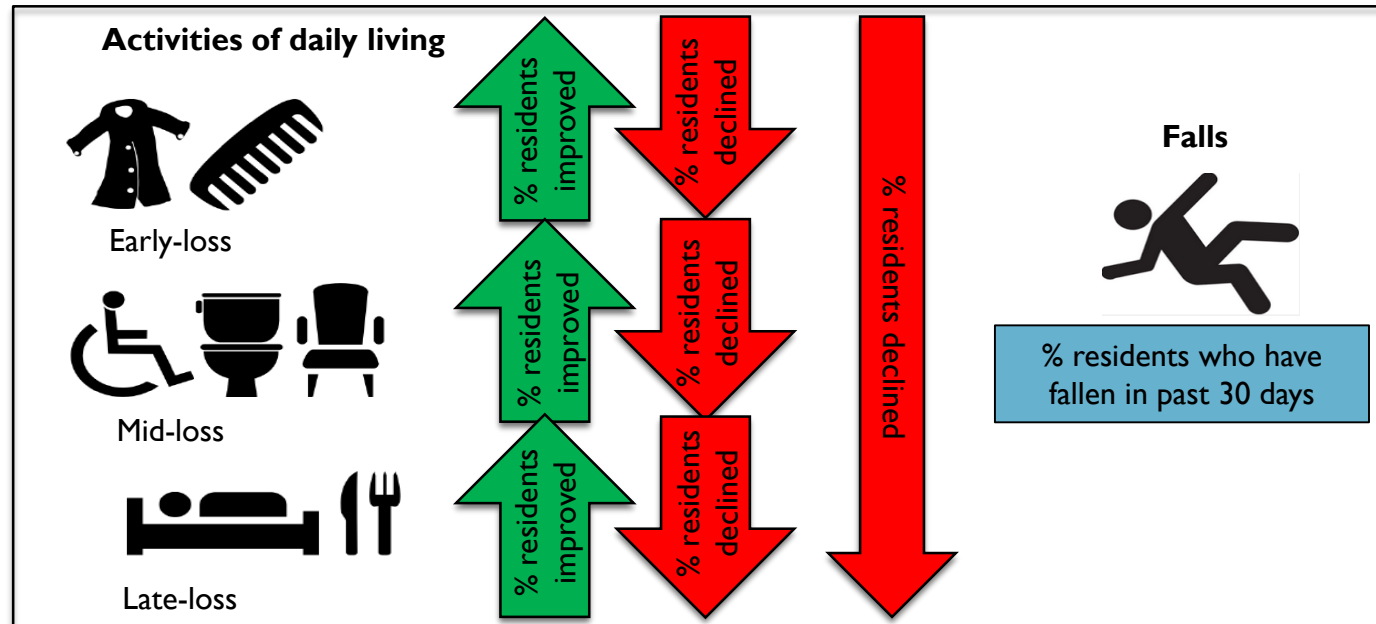 Activities of daily living
% residents
improved
% residents
declined
Early-loss
% residents
improved
% residents
declined
Mid-loss
% residents
improved
% residents
declined
Late-loss
% residents declined
Falls
% residents who have
fallen in past 30 days